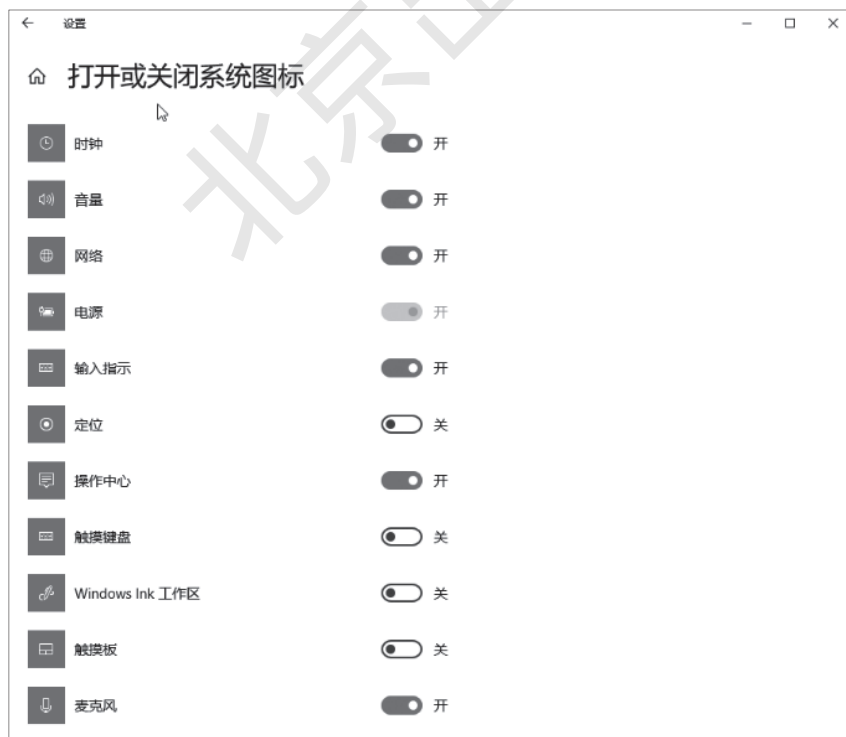 设置
打开或关闭系统图标
时钟 开
音量 开
网络 开
电源 开
输入指示 开
定位 关
操作中心 开
触摸键盘 关
Windows Ink 工作区 关
触摸板 关
麦克风 开
北京